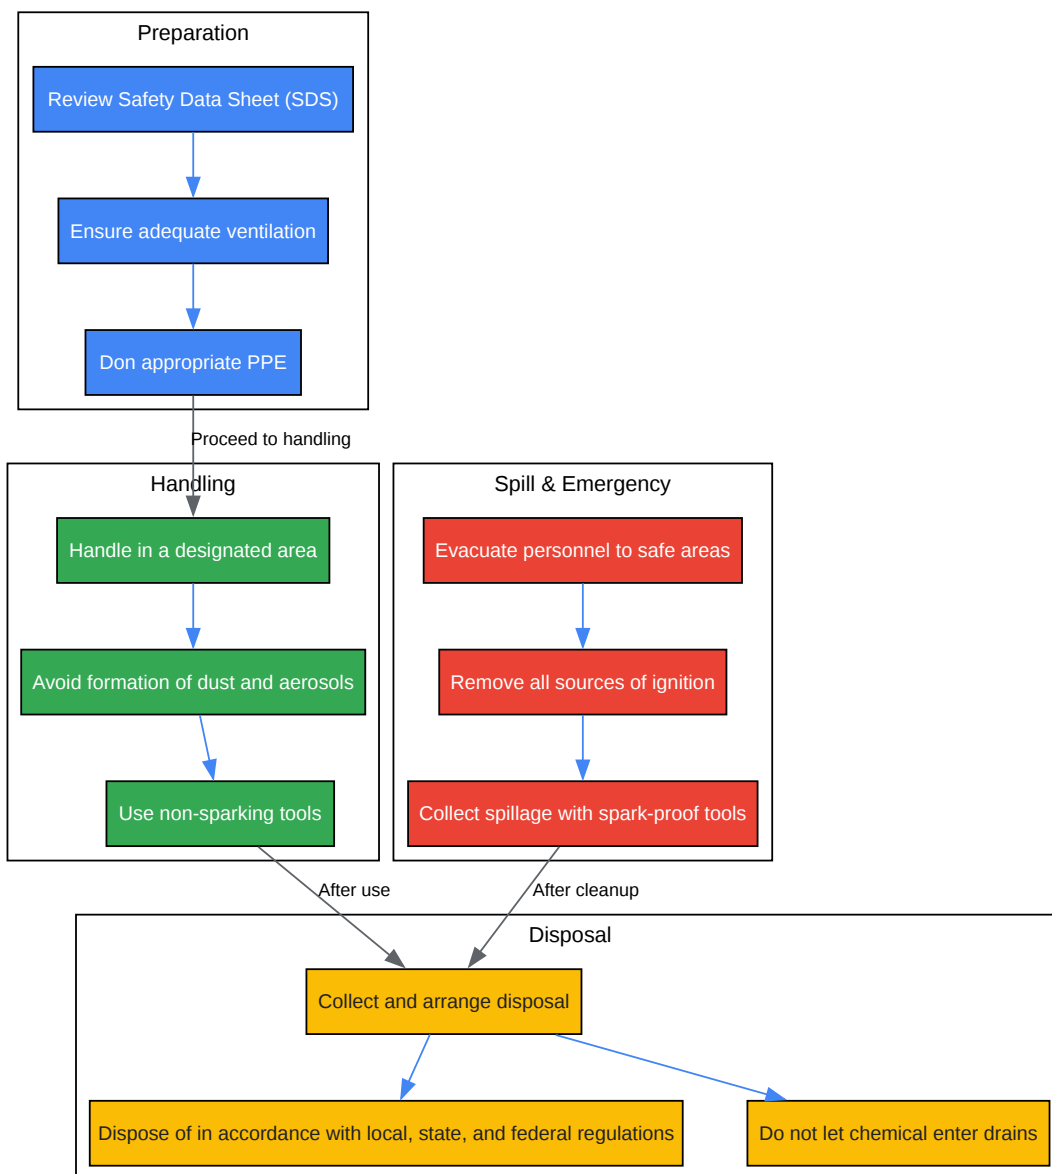 Preparation
Review Safety Data Sheet (SDS)
Ensure adequate ventilation
Don appropriate PPE
Proceed to handling
Handling
Handle in a designated area
Avoid formation of dust and aerosols
Use non-sparking tools
Spill & Emergency
Evacuate personnel to safe areas
Remove all sources of ignition
Collect spillage with spark-proof tools
After use
After cleanup
Disposal
Collect and arrange disposal
Dispose of in accordance with local, state, and federal regulations
Do not let chemical enter drains